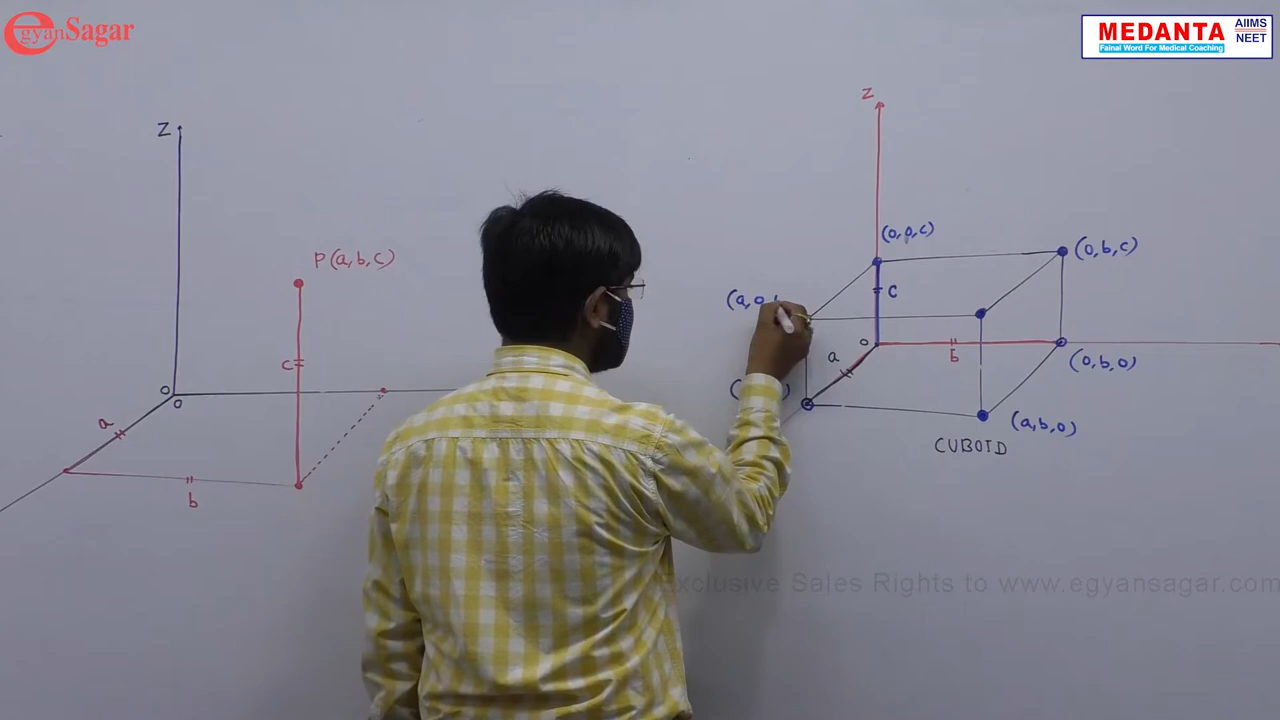 egyanSagar
MEDANTA
AIIMS
NEET
Fainal Word For Medical Coaching
Z
P(a,b,c)
c
O
O
a
b
Z
(0,0,c)
(0,b,c)
(a,0,
c
O
b
a
(0,b,0)
(a,b,0)
CUBOID
Exclusive Sales Rights to www.egyansagar.com